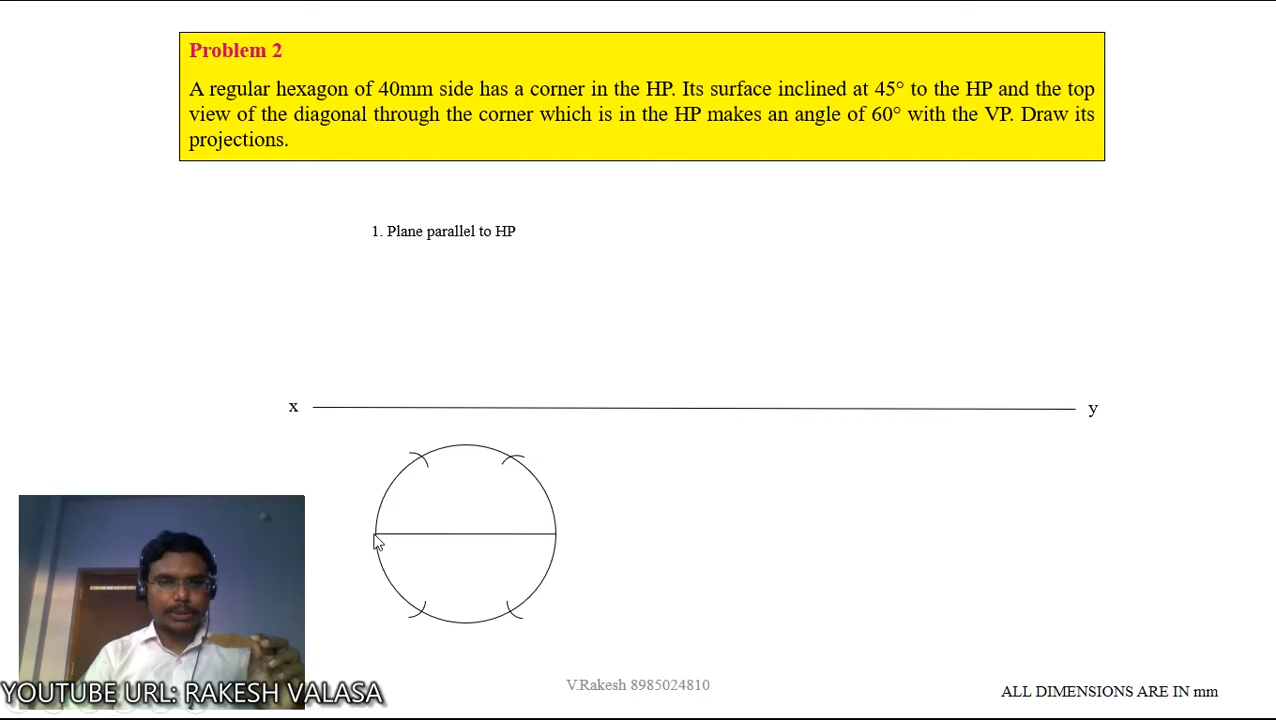 Problem 2
A regular hexagon of 40mm side has a corner in the HP. Its surface inclined at 45° to the HP and the top
view of the diagonal through the corner which is in the HP makes an angle of 60° with the VP. Draw its
projections.
1. Plane parallel to HP
x
y
YOUTUBE URL: RAKESH VALASA
V.Rakesh 8985024810
ALL DIMENSIONS ARE IN mm